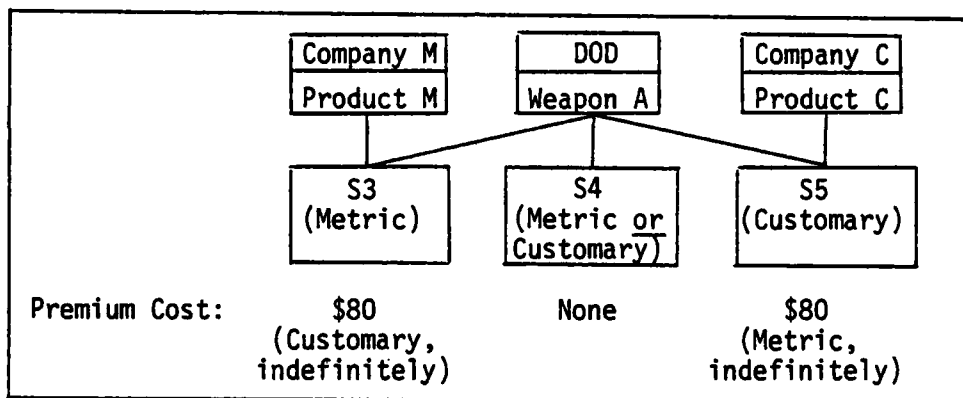 Company M
DOD
Company C
Product M
Weapon A
Product C
S3
S4
S5
(Metric)
(Metric or
(Customary)
Customary)
Premium Cost:
$80
None
$80
(Customary,
(Metric,
indefinitely)
indefinitely)